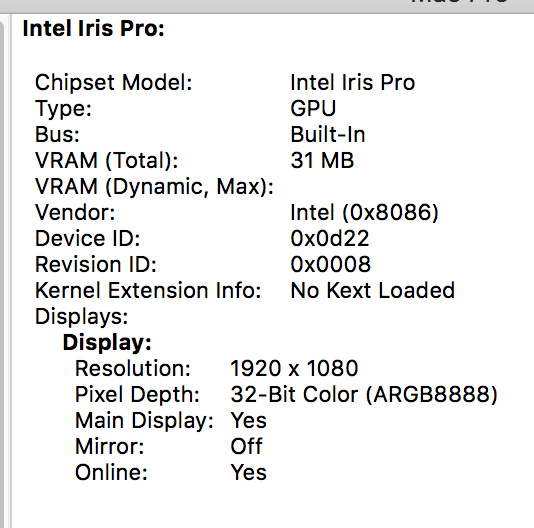 Intel Iris Pro:
Chipset Model: Intel Iris Pro
Type: GPU
Bus: Built-In
VRAM (Total): 31 MB
VRAM (Dynamic, Max):
Vendor: Intel (0x8086)
Device ID: 0x0d22
Revision ID: 0x0008
Kernel Extension Info: No Kext Loaded
Displays:
Display:
Resolution: 1920 x 1080
Pixel Depth: 32-Bit Color (ARGB8888)
Main Display: Yes
Mirror: Off
Online: Yes